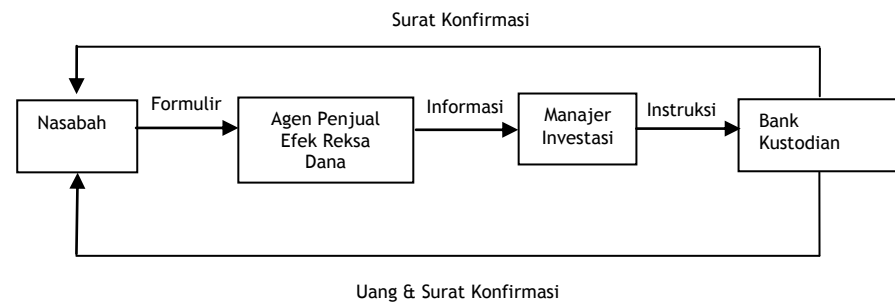 Surat Konfirmasi
Nasabah
Formulir
Agen Penjual
Efek Reksa
Dana
Informasi
Manajer
Investasi
Instruksi
Bank
Kustodian
Uang & Surat Konfirmasi